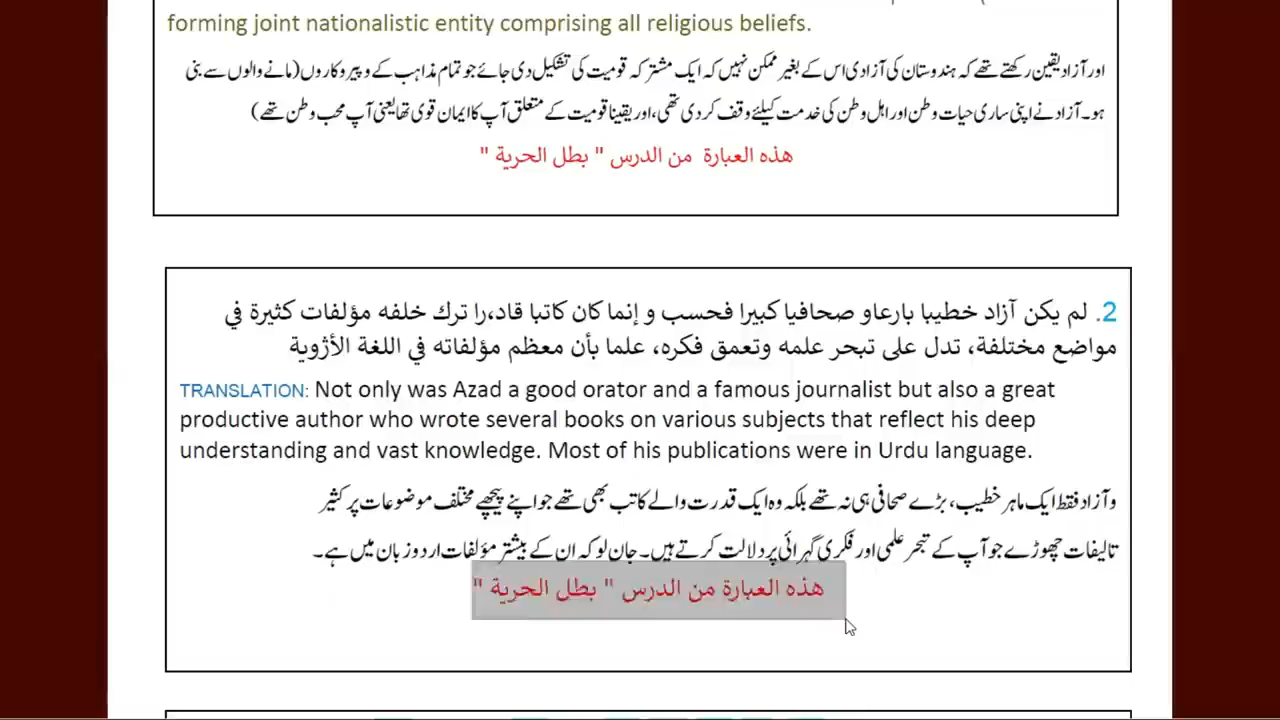 forming joint nationalistic entity comprising all religious beliefs.
اور آزاد یقین رکھتے تھے کہ ہندوستان کی آزادی اس کے بغیر ممکن نہیں کہ ایک مشترکہ قومیت کی تشکیل دی جائے جو تمام مذاہب کے و پیروکاروں (ماننے والوں سے بنی
ہو۔ آزاد نے اپنی ساری حیات وطن اور اہل وطن کی خدمت کیلئے وقف کردی تھی، اور یقینا قومیت کے متعلق آپ کا ایمان قوی تھا یعنی آپ محب وطن تھے)
هذه العبارة من الدرس " بطل الحرية "
2. لم يكن آزاد خطيبا بارعاو صحافيا كبيرا فحسب و إنما كان كاتبا قاد،را ترك خلفه مؤلفات كثيرة في
مواضع مختلفة، تدل على تبحر علمه وتعمق فكره، علما بأن معظم مؤلفاته في اللغة الأژوية
TRANSLATION: Not only was Azad a good orator and a famous journalist but also a great
productive author who wrote several books on various subjects that reflect his deep
understanding and vast knowledge. Most of his publications were in Urdu language.
و آزاد فقط ایک ماہر خطیب، بڑے صحافی ہی نہ تھے بلکہ وہ ایک قدرت والے کاتب بھی تھے جو اپنے پیچھے مختلف موضوعات پر کثیر
تالیفات چھوڑے جو آپ کے تبحر علمی اور فکری گہرائی پر دلالت کرتے ہیں۔ جان لو کہ ان کے بیشتر مؤلفات اردو زبان میں ہے۔
هذه العبارة من الدرس " بطل الحرية "